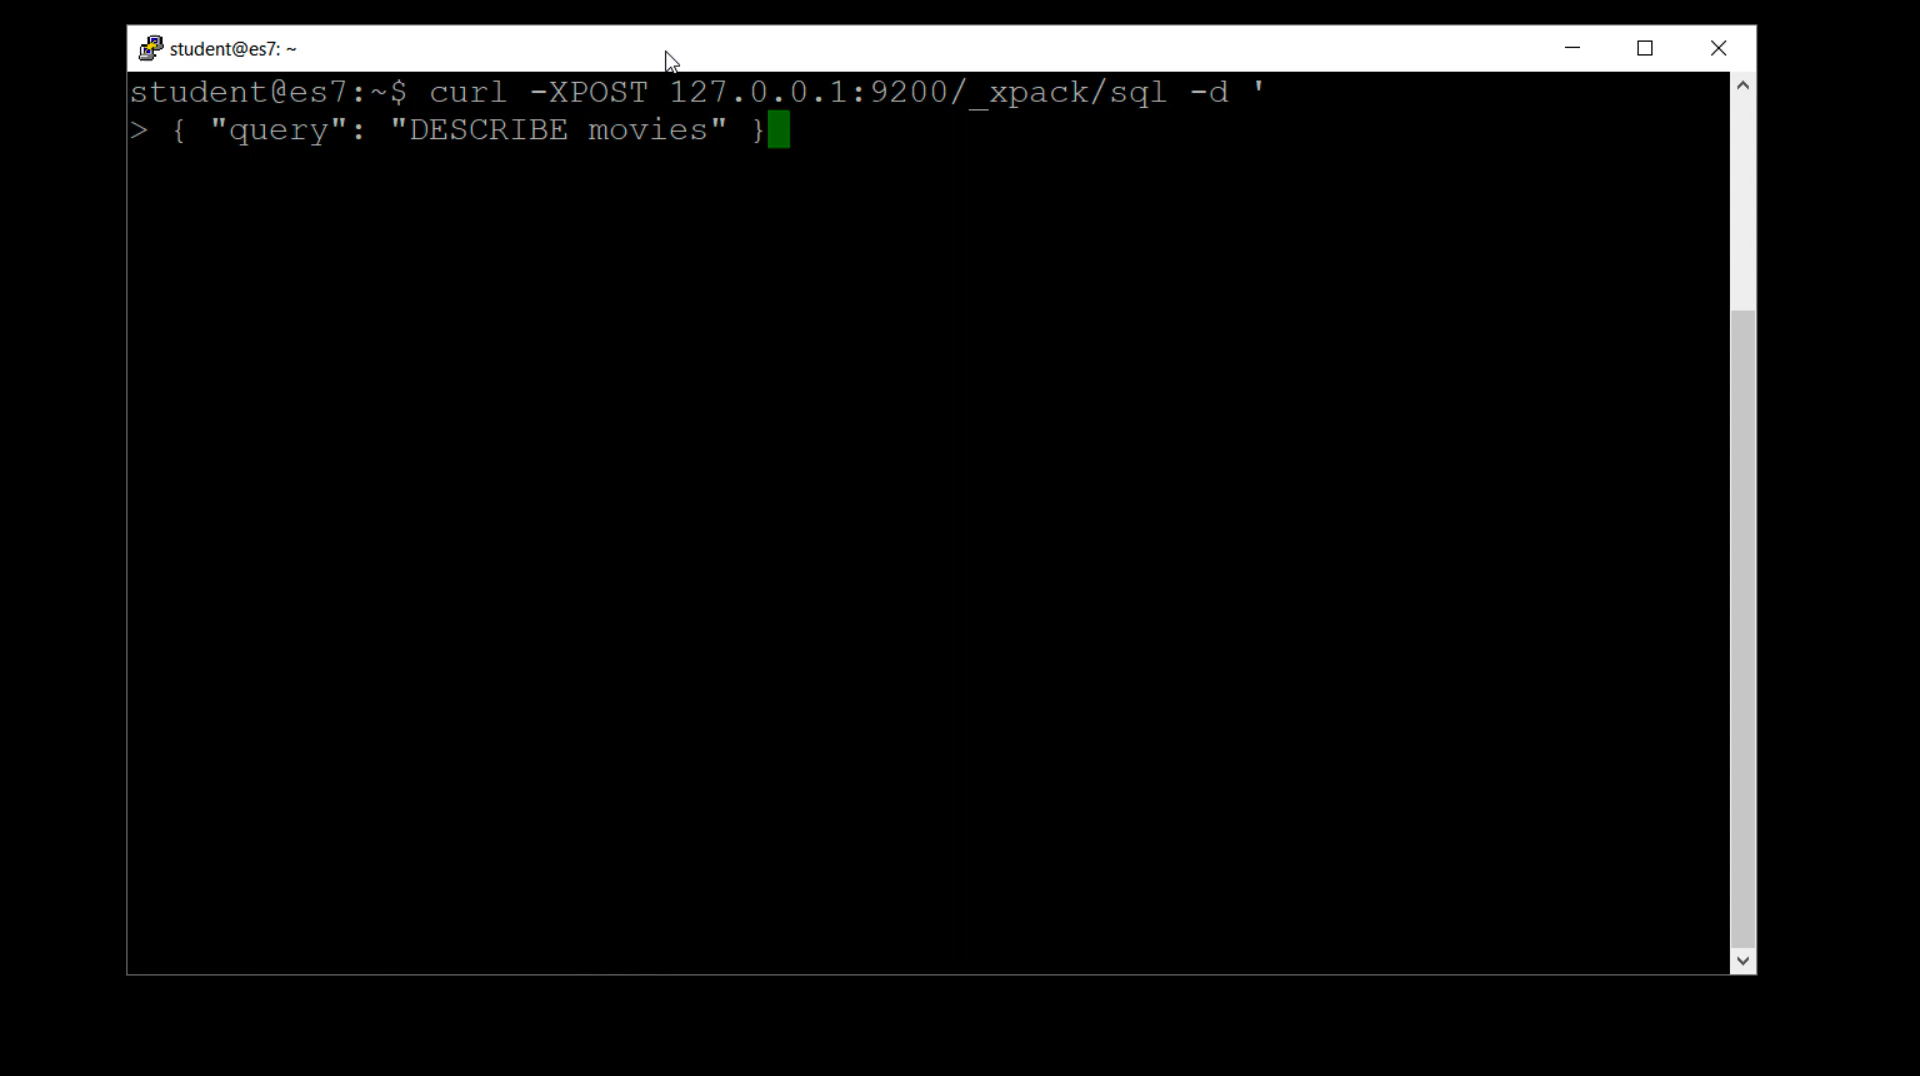 student@es7: ~
student@es7:~$ curl -XPOST 127.0.0.1:9200/_xpack/sql -d '
> { "query": "DESCRIBE movies" }